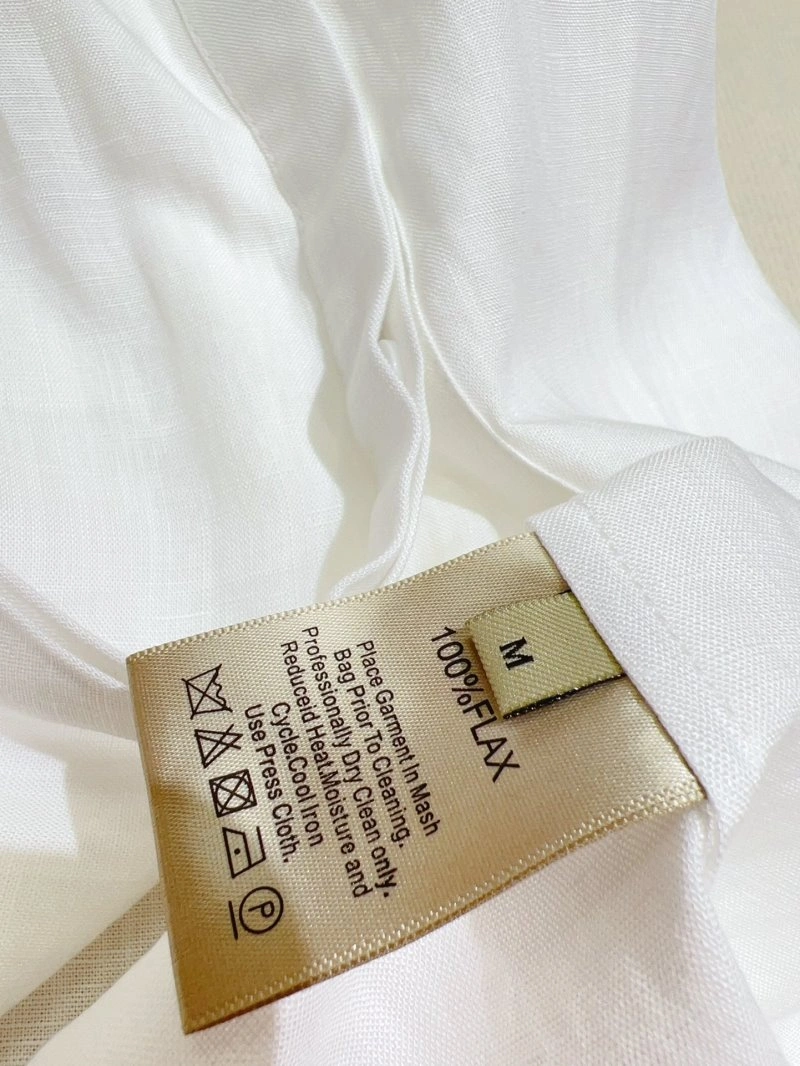 M
100%FLAX
Place Garment In Mash
Bag Prior To Cleaning.
Professionally Dry Clean only.
Reduceid Heat.Moisture and
Cycle.Cool Iron
Use Press Cloth.
P